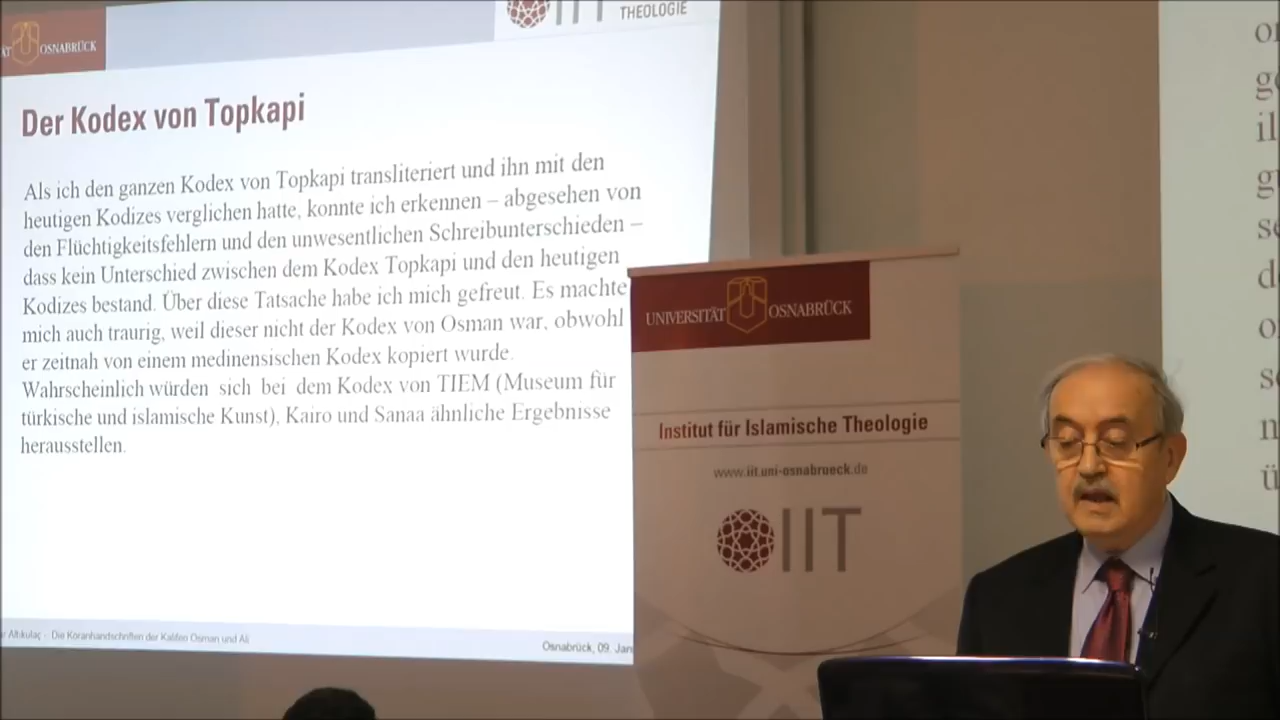 OSNABRÜCK
IIT
THEOLOGIE
Der Kodex von Topkapi
Als ich den ganzen Kodex von Topkapi transliteriert und ihn mit den
heutigen Kodizes verglichen hatte, konnte ich erkennen – abgesehen von
den Flüchtigkeitsfehlern und den unwesentlichen Schreibunterschieden –
dass kein Unterschied zwischen dem Kodex Topkapi und den heutigen
Kodizes bestand. Über diese Tatsache habe ich mich gefreut. Es machte
mich auch traurig, weil dieser nicht der Kodex von Osman war, obwohl
er zeitnah von einem medinensischen Kodex kopiert wurde.
Wahrscheinlich würden sich bei dem Kodex von TIEM (Museum für
türkische und islamische Kunst), Kairo und Sanaa ähnliche Ergebnisse
herausstellen.
Altıkulaç - Die Koranhandschriften der Kalifen Osman und Ali
Osnabrück, 09. Jan
UNIVERSITÄT OSNABRÜCK
Institut für Islamische Theologie
www.iit.uni-osnabrueck.de
IIT